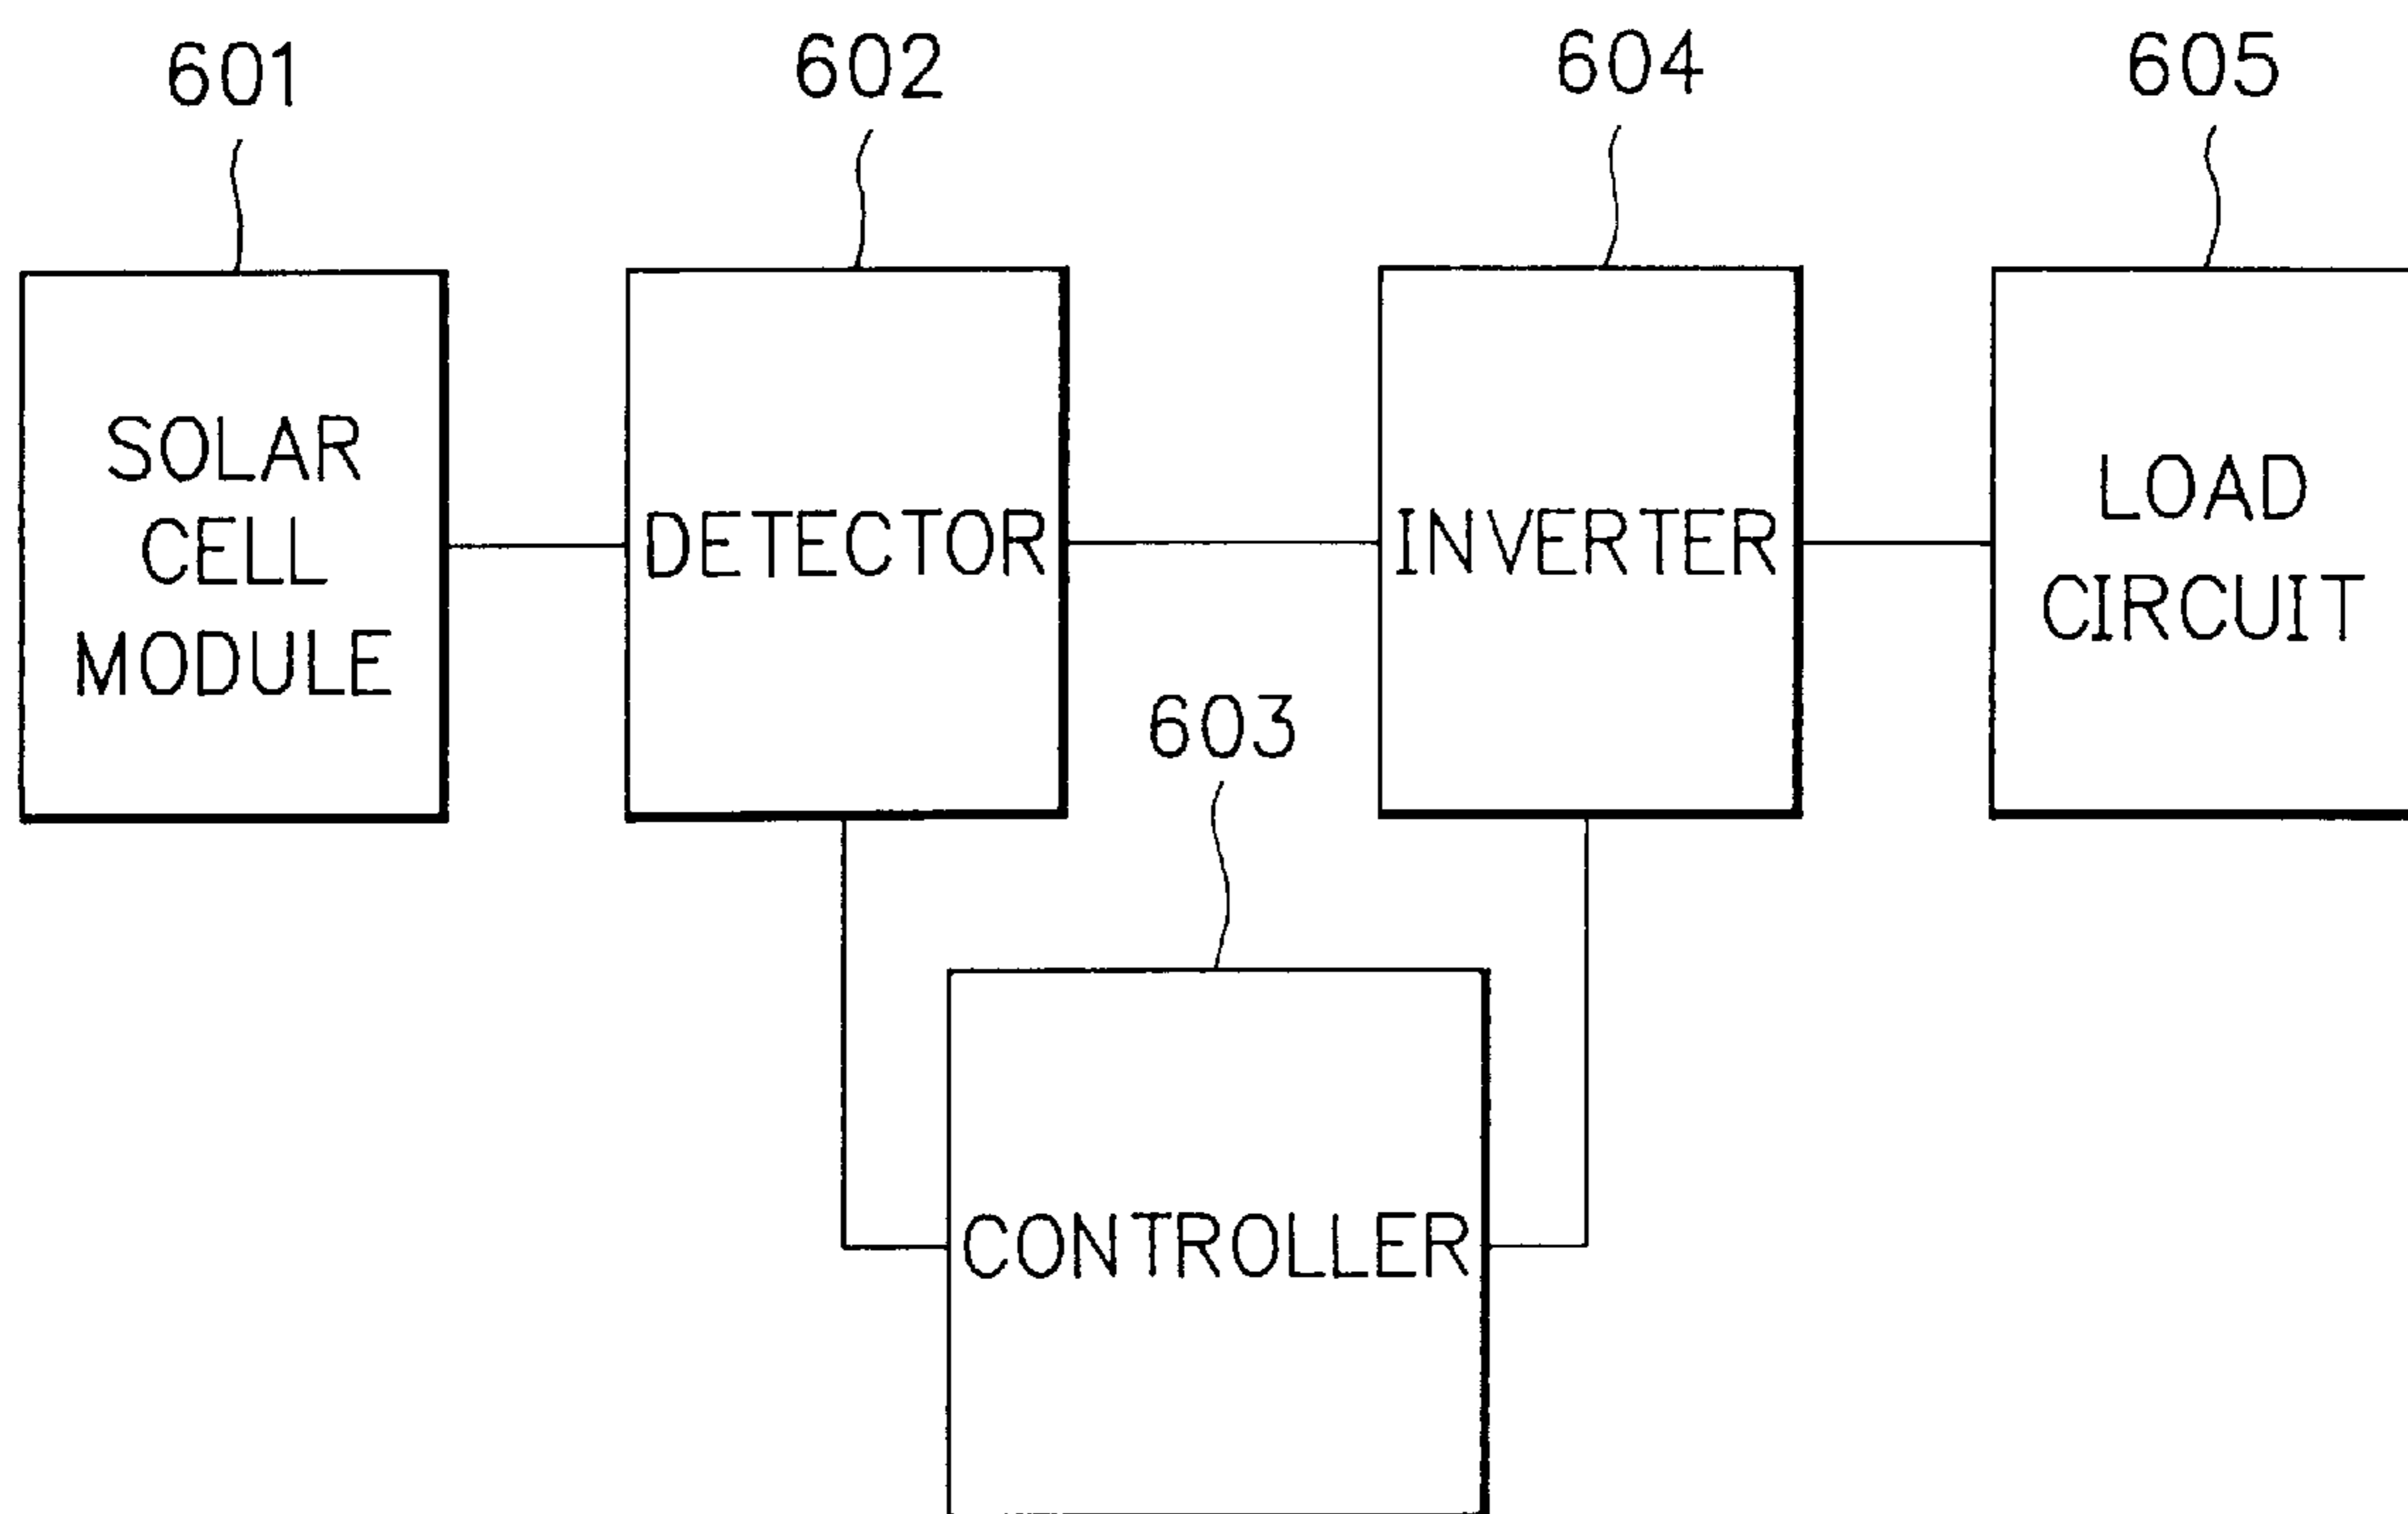 601
602
604
605
SOLAR
CELL
MODULE
DETECTOR
INVERTER
LOAD
CIRCUIT
603
CONTROLLER